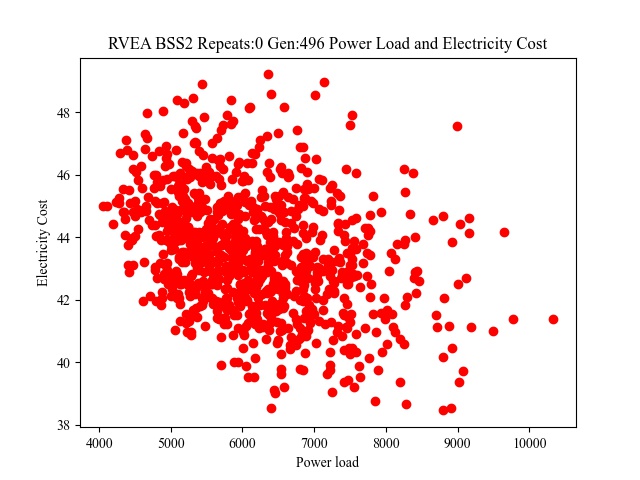 RVEA BSS2 Repeats:0 Gen:496 Power Load and Electricity Cost
48
46
44
42
40
38
Electricity Cost
4000 5000 6000 7000 8000 9000 10000
Power load